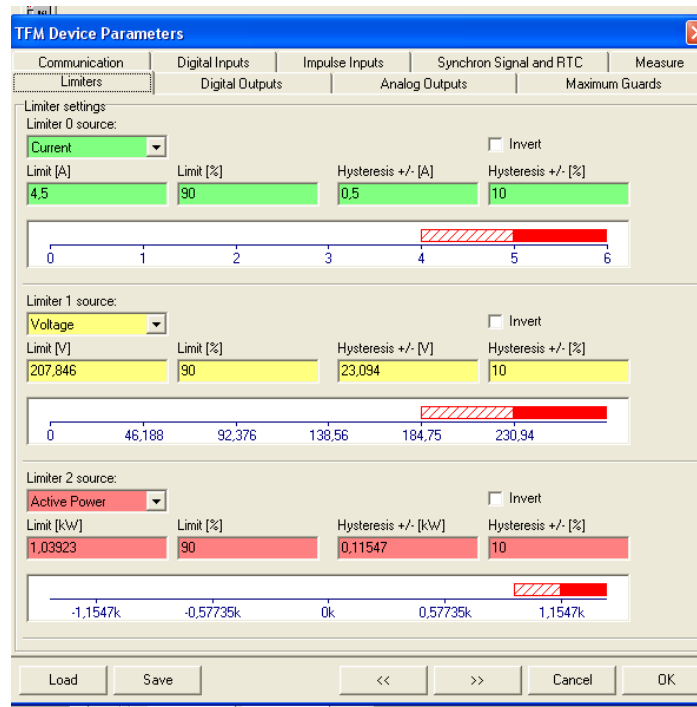 TFM Device Parameters
Communication Digital Inputs Impulse Inputs Synchron Signal and RTC Measure
Limiters Digital Outputs Analog Outputs Maximum Guards
Limiter settings
Limiter 0 source:
Current Invert
Limit [A] Limit [%] Hysteresis +/- [A] Hysteresis +/- [%]
4,5 90 0,5 10
0 1 2 3 4 5 6
Limiter 1 source:
Voltage Invert
Limit [V] Limit [%] Hysteresis +/- [V] Hysteresis +/- [%]
207,846 90 23,094 10
0 46,188 92,376 138,56 184,75 230,94
Limiter 2 source:
Active Power Invert
Limit [kW] Limit [%] Hysteresis +/- [kW] Hysteresis +/- [%]
1,03923 90 0,11547 10
-1,1547k -0,57735k 0k 0,57735k 1,1547k
Load Save << >> Cancel OK